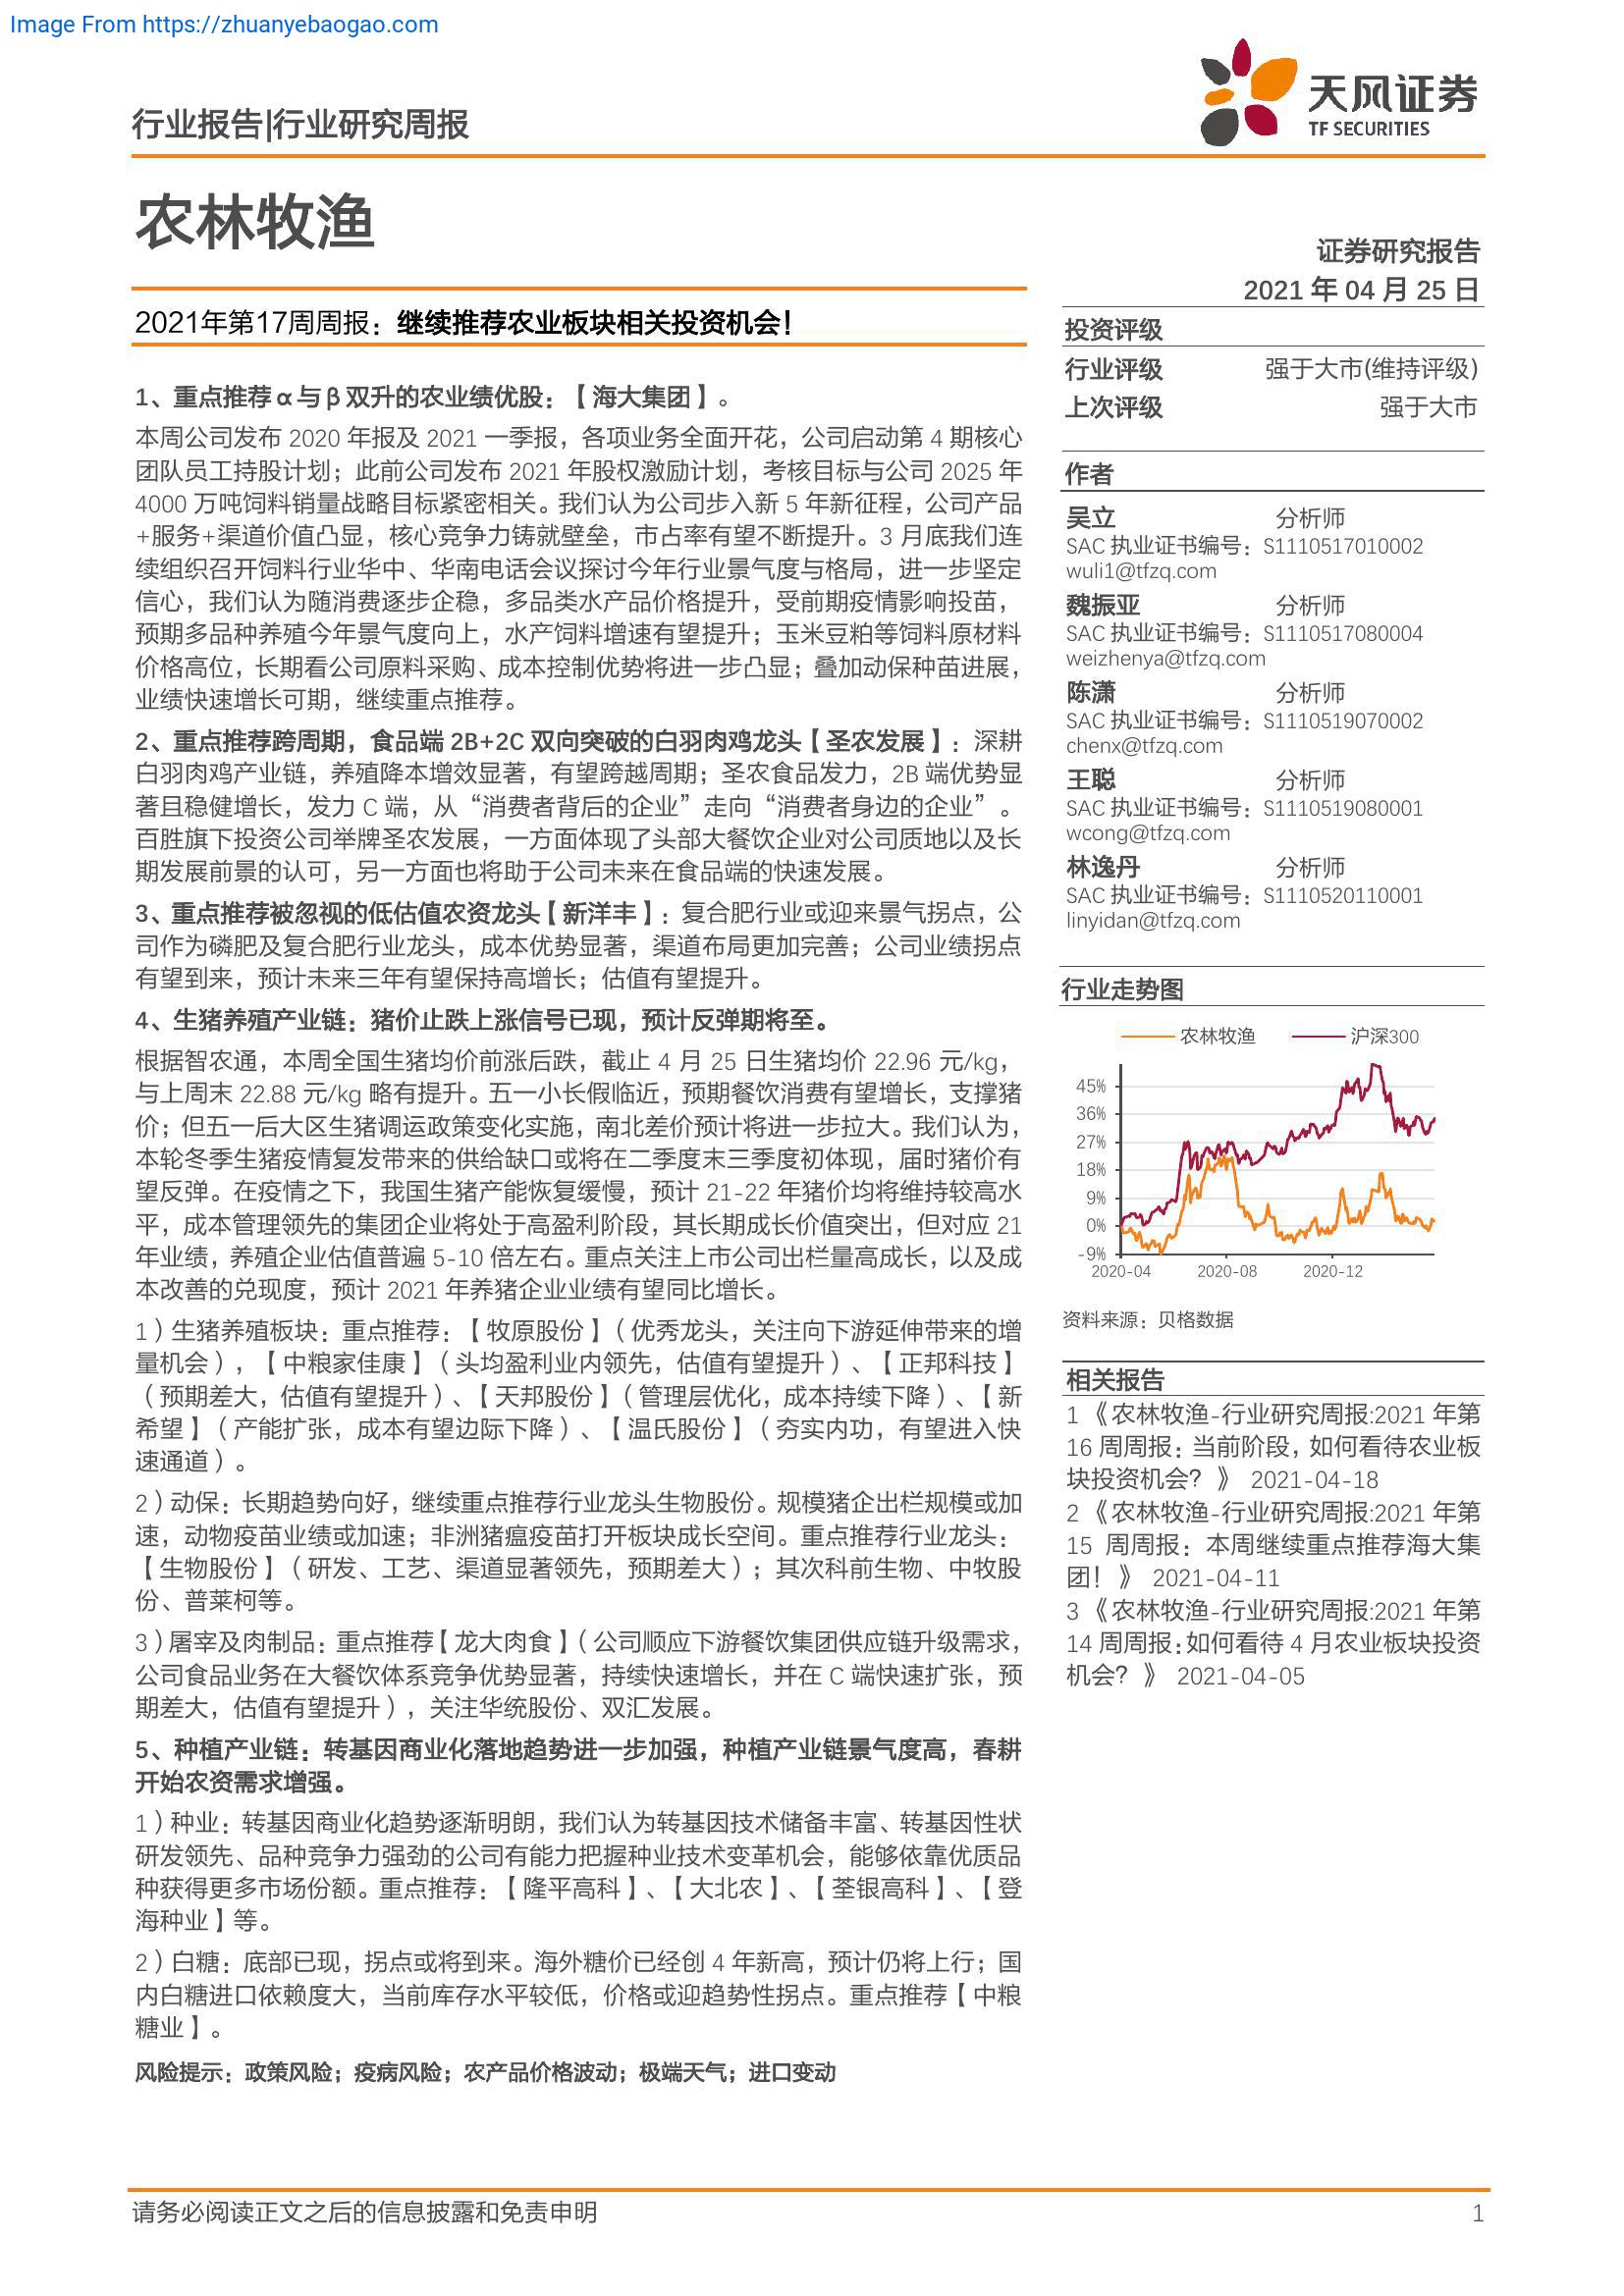 Image From https://zhuanyebaogao.com
行业报告|行业研究周报
天风证券
TF SECURITIES
农林牧渔
证券研究报告
2021 年 04 月 25 日
2021年第17周周报：继续推荐农业板块相关投资机会！
1、重点推荐 α 与 β 双升的农业绩优股：【海大集团】。
本周公司发布 2020 年报及 2021 一季报，各项业务全面开花，公司启动第 4 期核心
团队员工持股计划；此前公司发布 2021 年股权激励计划，考核目标与公司 2025 年
4000 万吨饲料销量战略目标紧密相关。我们认为公司步入新 5 年新征程，公司产品
+服务+渠道价值凸显，核心竞争力铸就壁垒，市占率有望不断提升。3 月底我们连
续组织召开饲料行业华中、华南电话会议探讨今年行业景气度与格局，进一步坚定
信心，我们认为随消费逐步企稳，多品类水产品价格提升，受前期疫情影响投苗，
预期多品种养殖今年景气度向上，水产饲料增速有望提升；玉米豆粕等饲料原材料
价格高位，长期看公司原料采购、成本控制优势将进一步凸显；叠加动保种苗进展，
业绩快速增长可期，继续重点推荐。
2、重点推荐跨周期，食品端 2B+2C 双向突破的白羽肉鸡龙头【圣农发展】：深耕
白羽肉鸡产业链，养殖降本增效显著，有望跨越周期；圣农食品发力，2B 端优势显
著且稳健增长，发力 C 端，从“消费者背后的企业”走向“消费者身边的企业”。
百胜旗下投资公司举牌圣农发展，一方面体现了头部大餐饮企业对公司质地以及长
期发展前景的认可，另一方面也将助于公司未来在食品端的快速发展。
3、重点推荐被忽视的低估值农资龙头【新洋丰】：复合肥行业或迎来景气拐点，公
司作为磷肥及复合肥行业龙头，成本优势显著，渠道布局更加完善；公司业绩拐点
有望到来，预计未来三年有望保持高增长；估值有望提升。
4、生猪养殖产业链：猪价止跌上涨信号已现，预计反弹期将至。
根据智农通，本周全国生猪均价前涨后跌，截止 4 月 25 日生猪均价 22.96 元/kg，
与上周末 22.88 元/kg 略有提升。五一小长假临近，预期餐饮消费有望增长，支撑猪
价；但五一后大区生猪调运政策变化实施，南北差价预计将进一步拉大。我们认为，
本轮冬季生猪疫情复发带来的供给缺口或将在二季度末三季度初体现，届时猪价有
望反弹。在疫情之下，我国生猪产能恢复缓慢，预计 21-22 年猪价均将维持较高水
平，成本管理领先的集团企业将处于高盈利阶段，其长期成长价值突出，但对应 21
年业绩，养殖企业估值普遍 5-10 倍左右。重点关注上市公司出栏量高成长，以及成
本改善的兑现度，预计 2021 年养猪企业业绩有望同比增长。
1）生猪养殖板块：重点推荐：【牧原股份】（优秀龙头，关注向下游延伸带来的增
量机会），【中粮家佳康】（头均盈利业内领先，估值有望提升）、【正邦科技】
（预期差大，估值有望提升）、【天邦股份】（管理层优化，成本持续下降）、【新
希望】（产能扩张，成本有望边际下降）、【温氏股份】（夯实内功，有望进入快
速通道）。
2）动保：长期趋势向好，继续重点推荐行业龙头生物股份。规模猪企出栏规模或加
速，动物疫苗业绩或加速；非洲猪瘟疫苗打开板块成长空间。重点推荐行业龙头：
【生物股份】（研发、工艺、渠道显著领先，预期差大）；其次科前生物、中牧股
份、普莱柯等。
3）屠宰及肉制品：重点推荐【龙大肉食】（公司顺应下游餐饮集团供应链升级需求，
公司食品业务在大餐饮体系竞争优势显著，持续快速增长，并在 C 端快速扩张，预
期差大，估值有望提升），关注华统股份、双汇发展。
5、种植产业链：转基因商业化落地趋势进一步加强，种植产业链景气度高，春耕
开始农资需求增强。
1）种业：转基因商业化趋势逐渐明朗，我们认为转基因技术储备丰富、转基因性状
研发领先、品种竞争力强劲的公司有能力把握种业技术变革机会，能够依靠优质品
种获得更多市场份额。重点推荐：【隆平高科】、【大北农】、【荃银高科】、【登
海种业】等。
2）白糖：底部已现，拐点或将到来。海外糖价已经创 4 年新高，预计仍将上行；国
内白糖进口依赖度大，当前库存水平较低，价格或迎趋势性拐点。重点推荐【中粮
糖业】。
风险提示：政策风险；疫病风险；农产品价格波动；极端天气；进口变动
投资评级
行业评级 强于大市(维持评级)
上次评级 强于大市
作者
吴立 分析师
SAC 执业证书编号：S1110517010002
wuli1@tfzq.com
魏振亚 分析师
SAC 执业证书编号：S1110517080004
weizhenya@tfzq.com
陈潇 分析师
SAC 执业证书编号：S1110519070002
chenx@tfzq.com
王聪 分析师
SAC 执业证书编号：S1110519080001
wcong@tfzq.com
林逸丹 分析师
SAC 执业证书编号：S1110520110001
linyidan@tfzq.com
行业走势图
农林牧渔 沪深300
45%
36%
27%
18%
9%
0%
-9%
2020-04 2020-08 2020-12
资料来源：贝格数据
相关报告
1 《农林牧渔-行业研究周报:2021 年第
16 周周报：当前阶段，如何看待农业板
块投资机会？》 2021-04-18
2 《农林牧渔-行业研究周报:2021 年第
15 周周报：本周继续重点推荐海大集
团！》 2021-04-11
3 《农林牧渔-行业研究周报:2021 年第
14 周周报:如何看待 4 月农业板块投资
机会？》 2021-04-05
请务必阅读正文之后的信息披露和免责申明 1